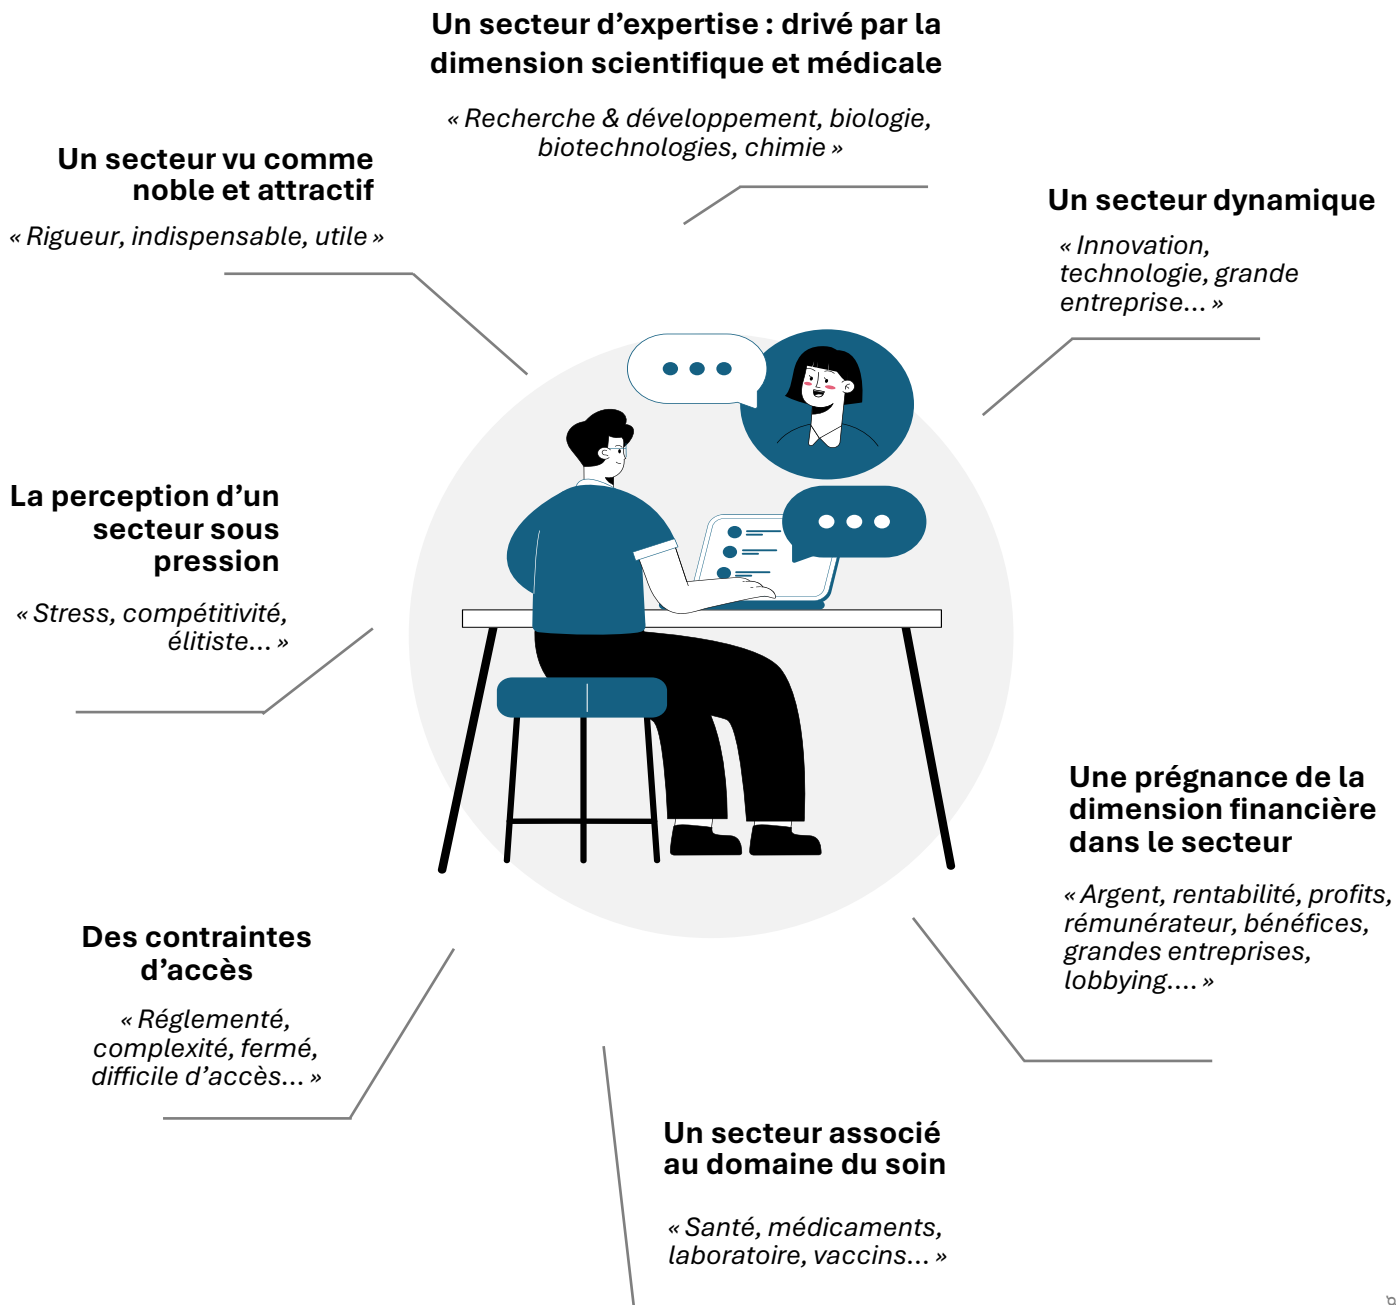 Un secteur d’expertise : drivé par la
dimension scientifique et médicale
« Recherche & développement, biologie,
biotechnologies, chimie »
Un secteur vu comme
noble et attractif
« Rigueur, indispensable, utile »
Un secteur dynamique
« Innovation,
technologie, grande
entreprise… »
La perception d’un
secteur sous
pression
« Stress, compétitivité,
élitiste… »
Une prégnance de la
dimension financière
dans le secteur
« Argent, rentabilité, profits,
rémunérateur, bénéfices,
grandes entreprises,
lobbying…. »
Des contraintes
d’accès
« Réglementé,
complexité, fermé,
difficile d’accès… »
Un secteur associé
au domaine du soin
« Santé, médicaments,
laboratoire, vaccins… »